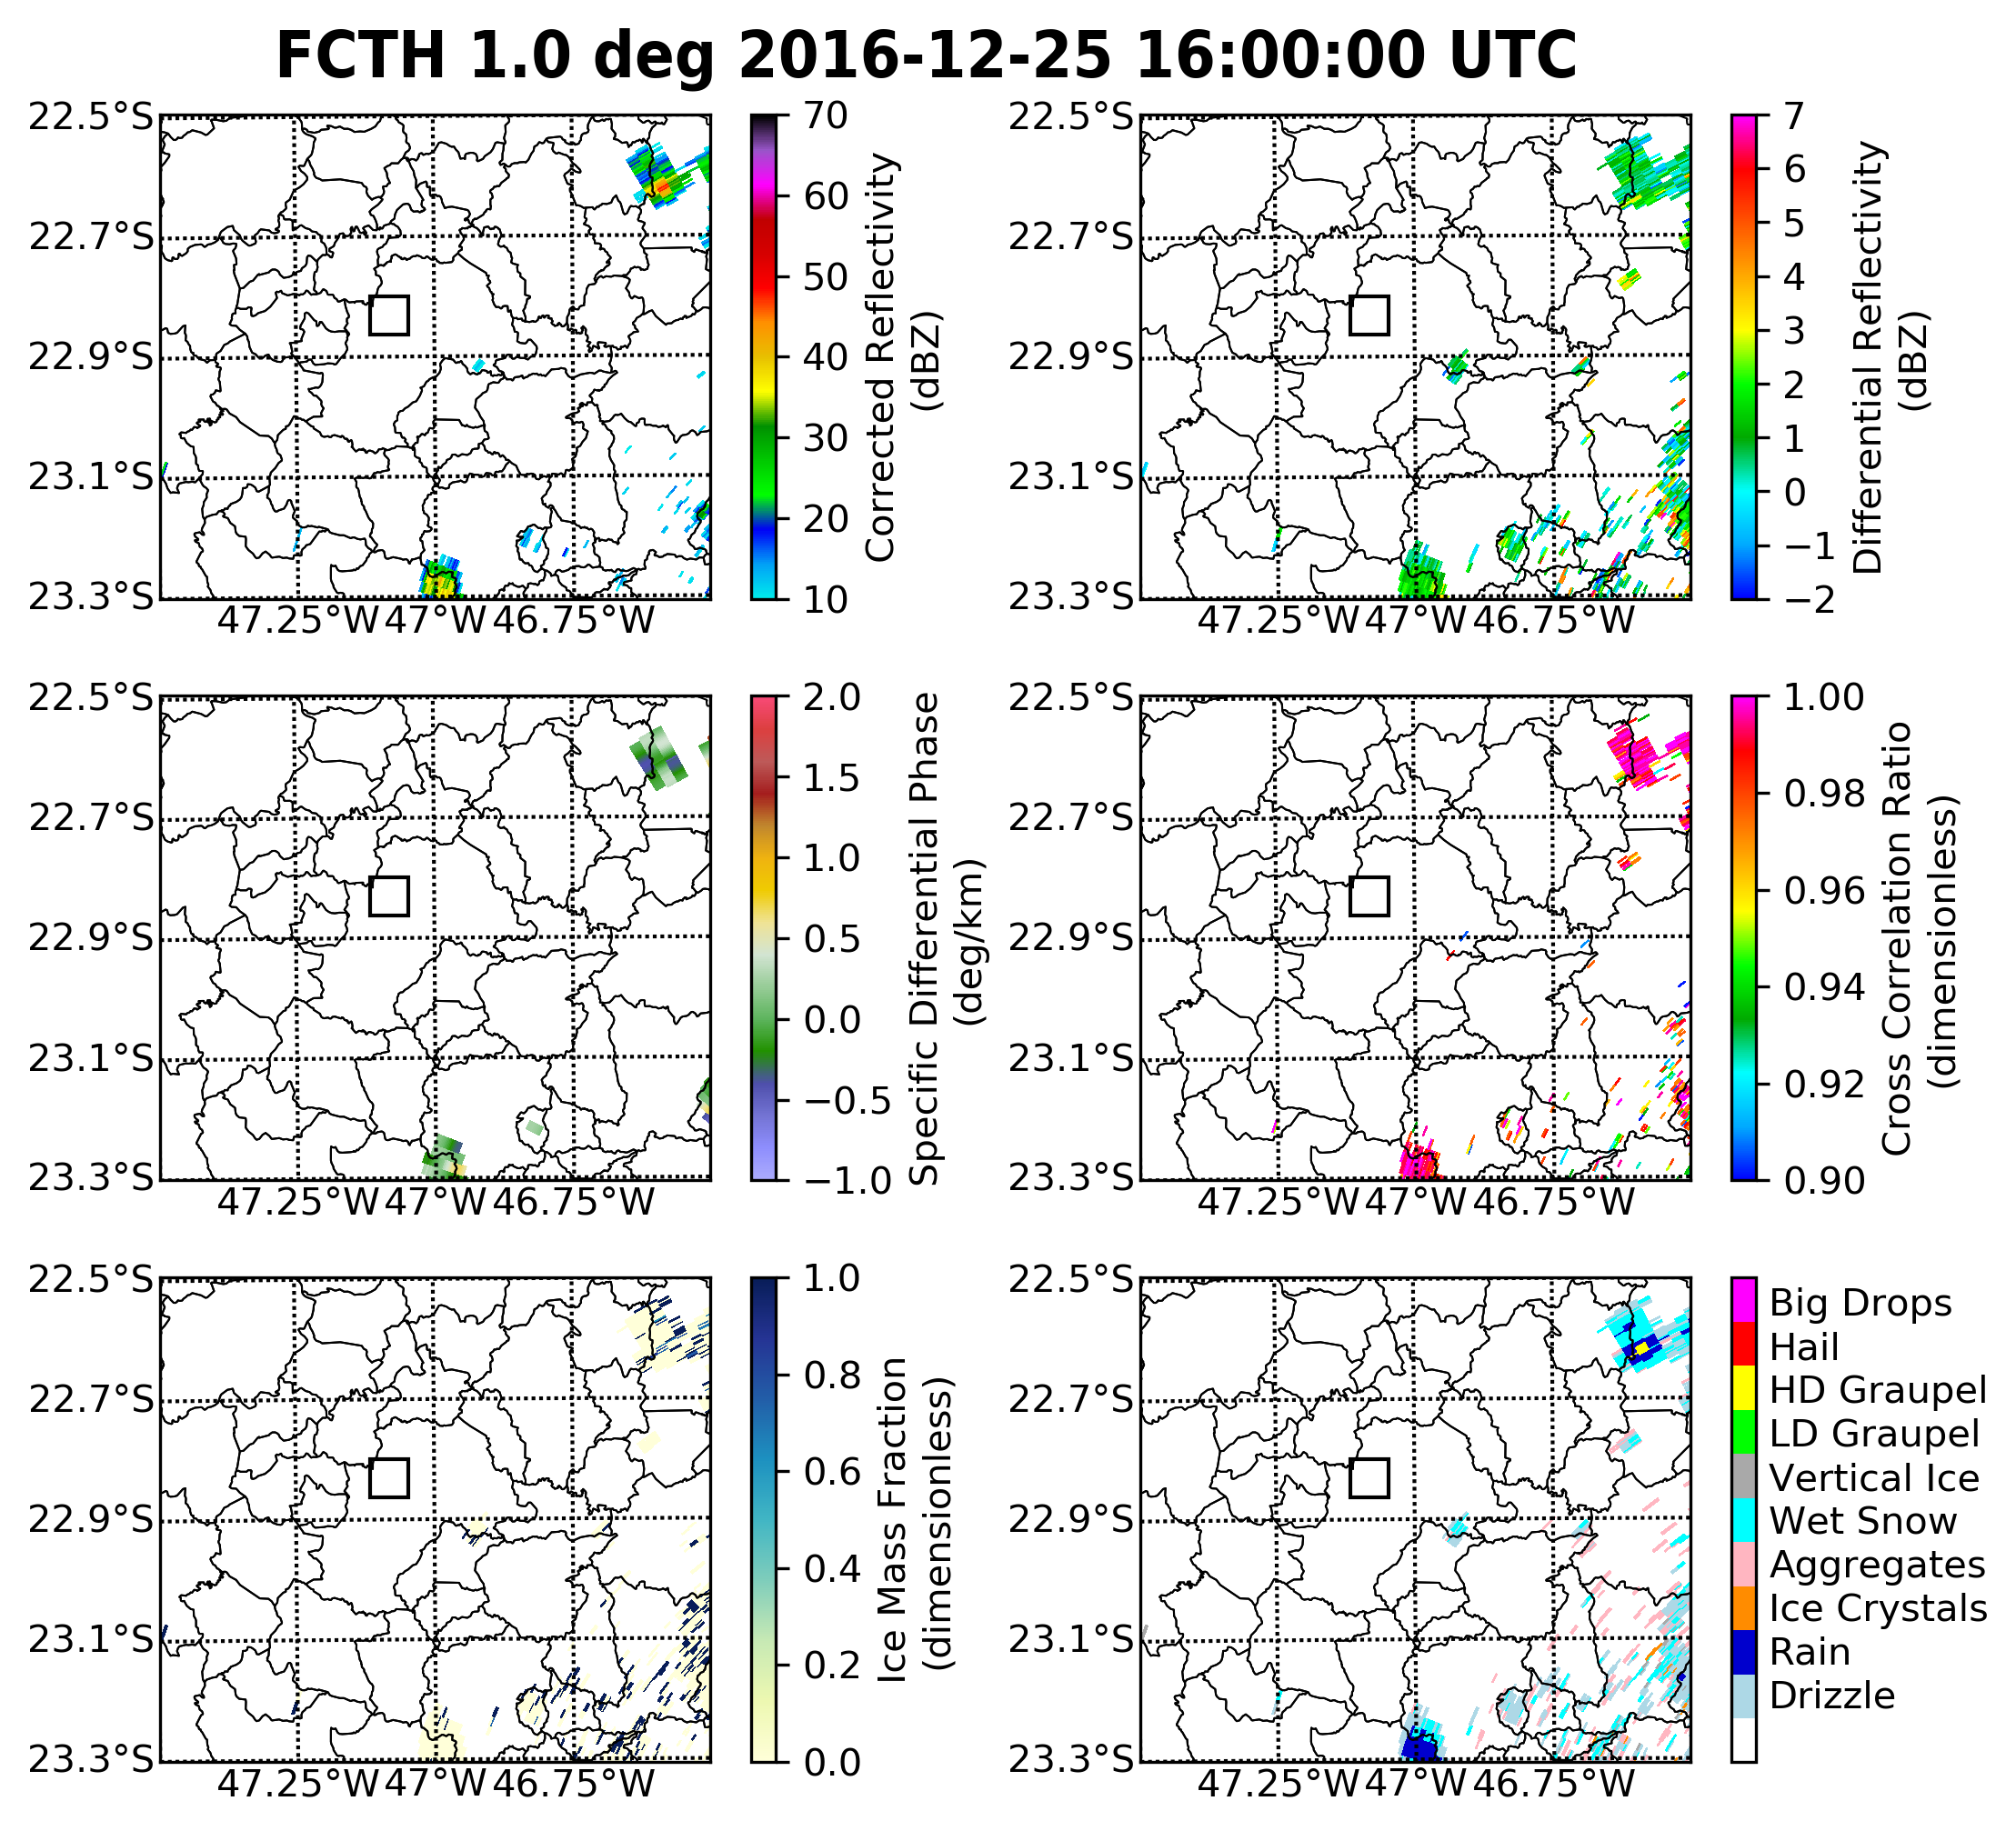 FCTH 1.0 deg 2016-12-25 16:00:00 UTC
22.5°S
22.7°S
22.9°S
23.1°S
23.3°S
47.25°W 47°W 46.75°W
70
60
50
40
30
20
10
Corrected Reflectivity
(dBZ)
22.5°S
22.7°S
22.9°S
23.1°S
23.3°S
47.25°W 47°W 46.75°W
7
6
5
4
3
2
1
0
−1
−2
Differential Reflectivity
(dBZ)
22.5°S
22.7°S
22.9°S
23.1°S
23.3°S
47.25°W 47°W 46.75°W
2.0
1.5
1.0
0.5
0.0
−0.5
−1.0
Specific Differential Phase
(deg/km)
22.5°S
22.7°S
22.9°S
23.1°S
23.3°S
47.25°W 47°W 46.75°W
1.00
0.98
0.96
0.94
0.92
0.90
Cross Correlation Ratio
(dimensionless)
22.5°S
22.7°S
22.9°S
23.1°S
23.3°S
47.25°W 47°W 46.75°W
1.0
0.8
0.6
0.4
0.2
0.0
Ice Mass Fraction
(dimensionless)
22.5°S
22.7°S
22.9°S
23.1°S
23.3°S
47.25°W 47°W 46.75°W
Big Drops
Hail
HD Graupel
LD Graupel
Vertical Ice
Wet Snow
Aggregates
Ice Crystals
Rain
Drizzle